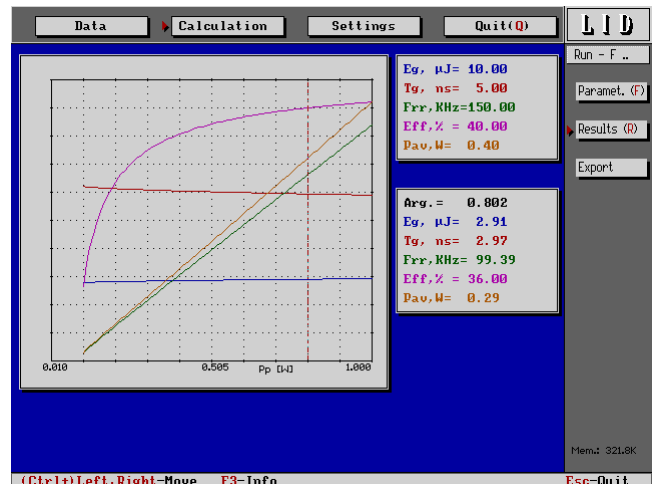 Data Calculation Settings Quit(Q)
LID
Run - F ..
Paramet. (F)
Results (R)
Export
Eg, µJ= 10.00
Tg, ns= 5.00
Frr, KHz=150.00
Eff,% = 40.00
Pav,W= 0.40
Arg.= 0.802
Eg, µJ= 2.91
Tg, ns= 2.97
Frr, KHz= 99.39
Eff,% = 36.00
Pav,W= 0.29
0.010 0.505 Pp [W] 1.000
Mem.: 321.8K
(Ctrl+)Left,Right-Move F3-Info Esc-Quit